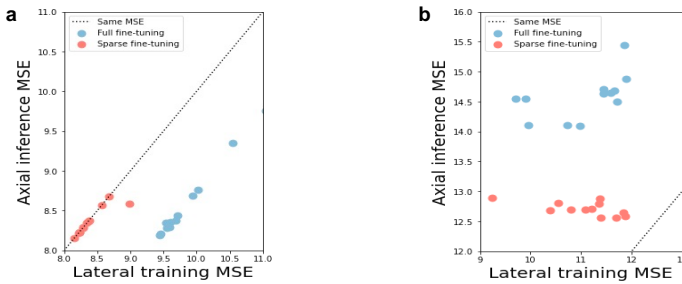 a
Same MSE
Full fine-tuning
Sparse fine-tuning
Axial inference MSE
11.0
10.5
10.0
9.5
9.0
8.5
8.0
8.0 8.5 9.0 9.5 10.0 10.5 11.0
Lateral training MSE
b
Same MSE
Full fine-tuning
Sparse fine-tuning
Axial inference MSE
16.0
15.5
15.0
14.5
14.0
13.5
13.0
12.5
12.0
9 10 11 12 13
Lateral training MSE